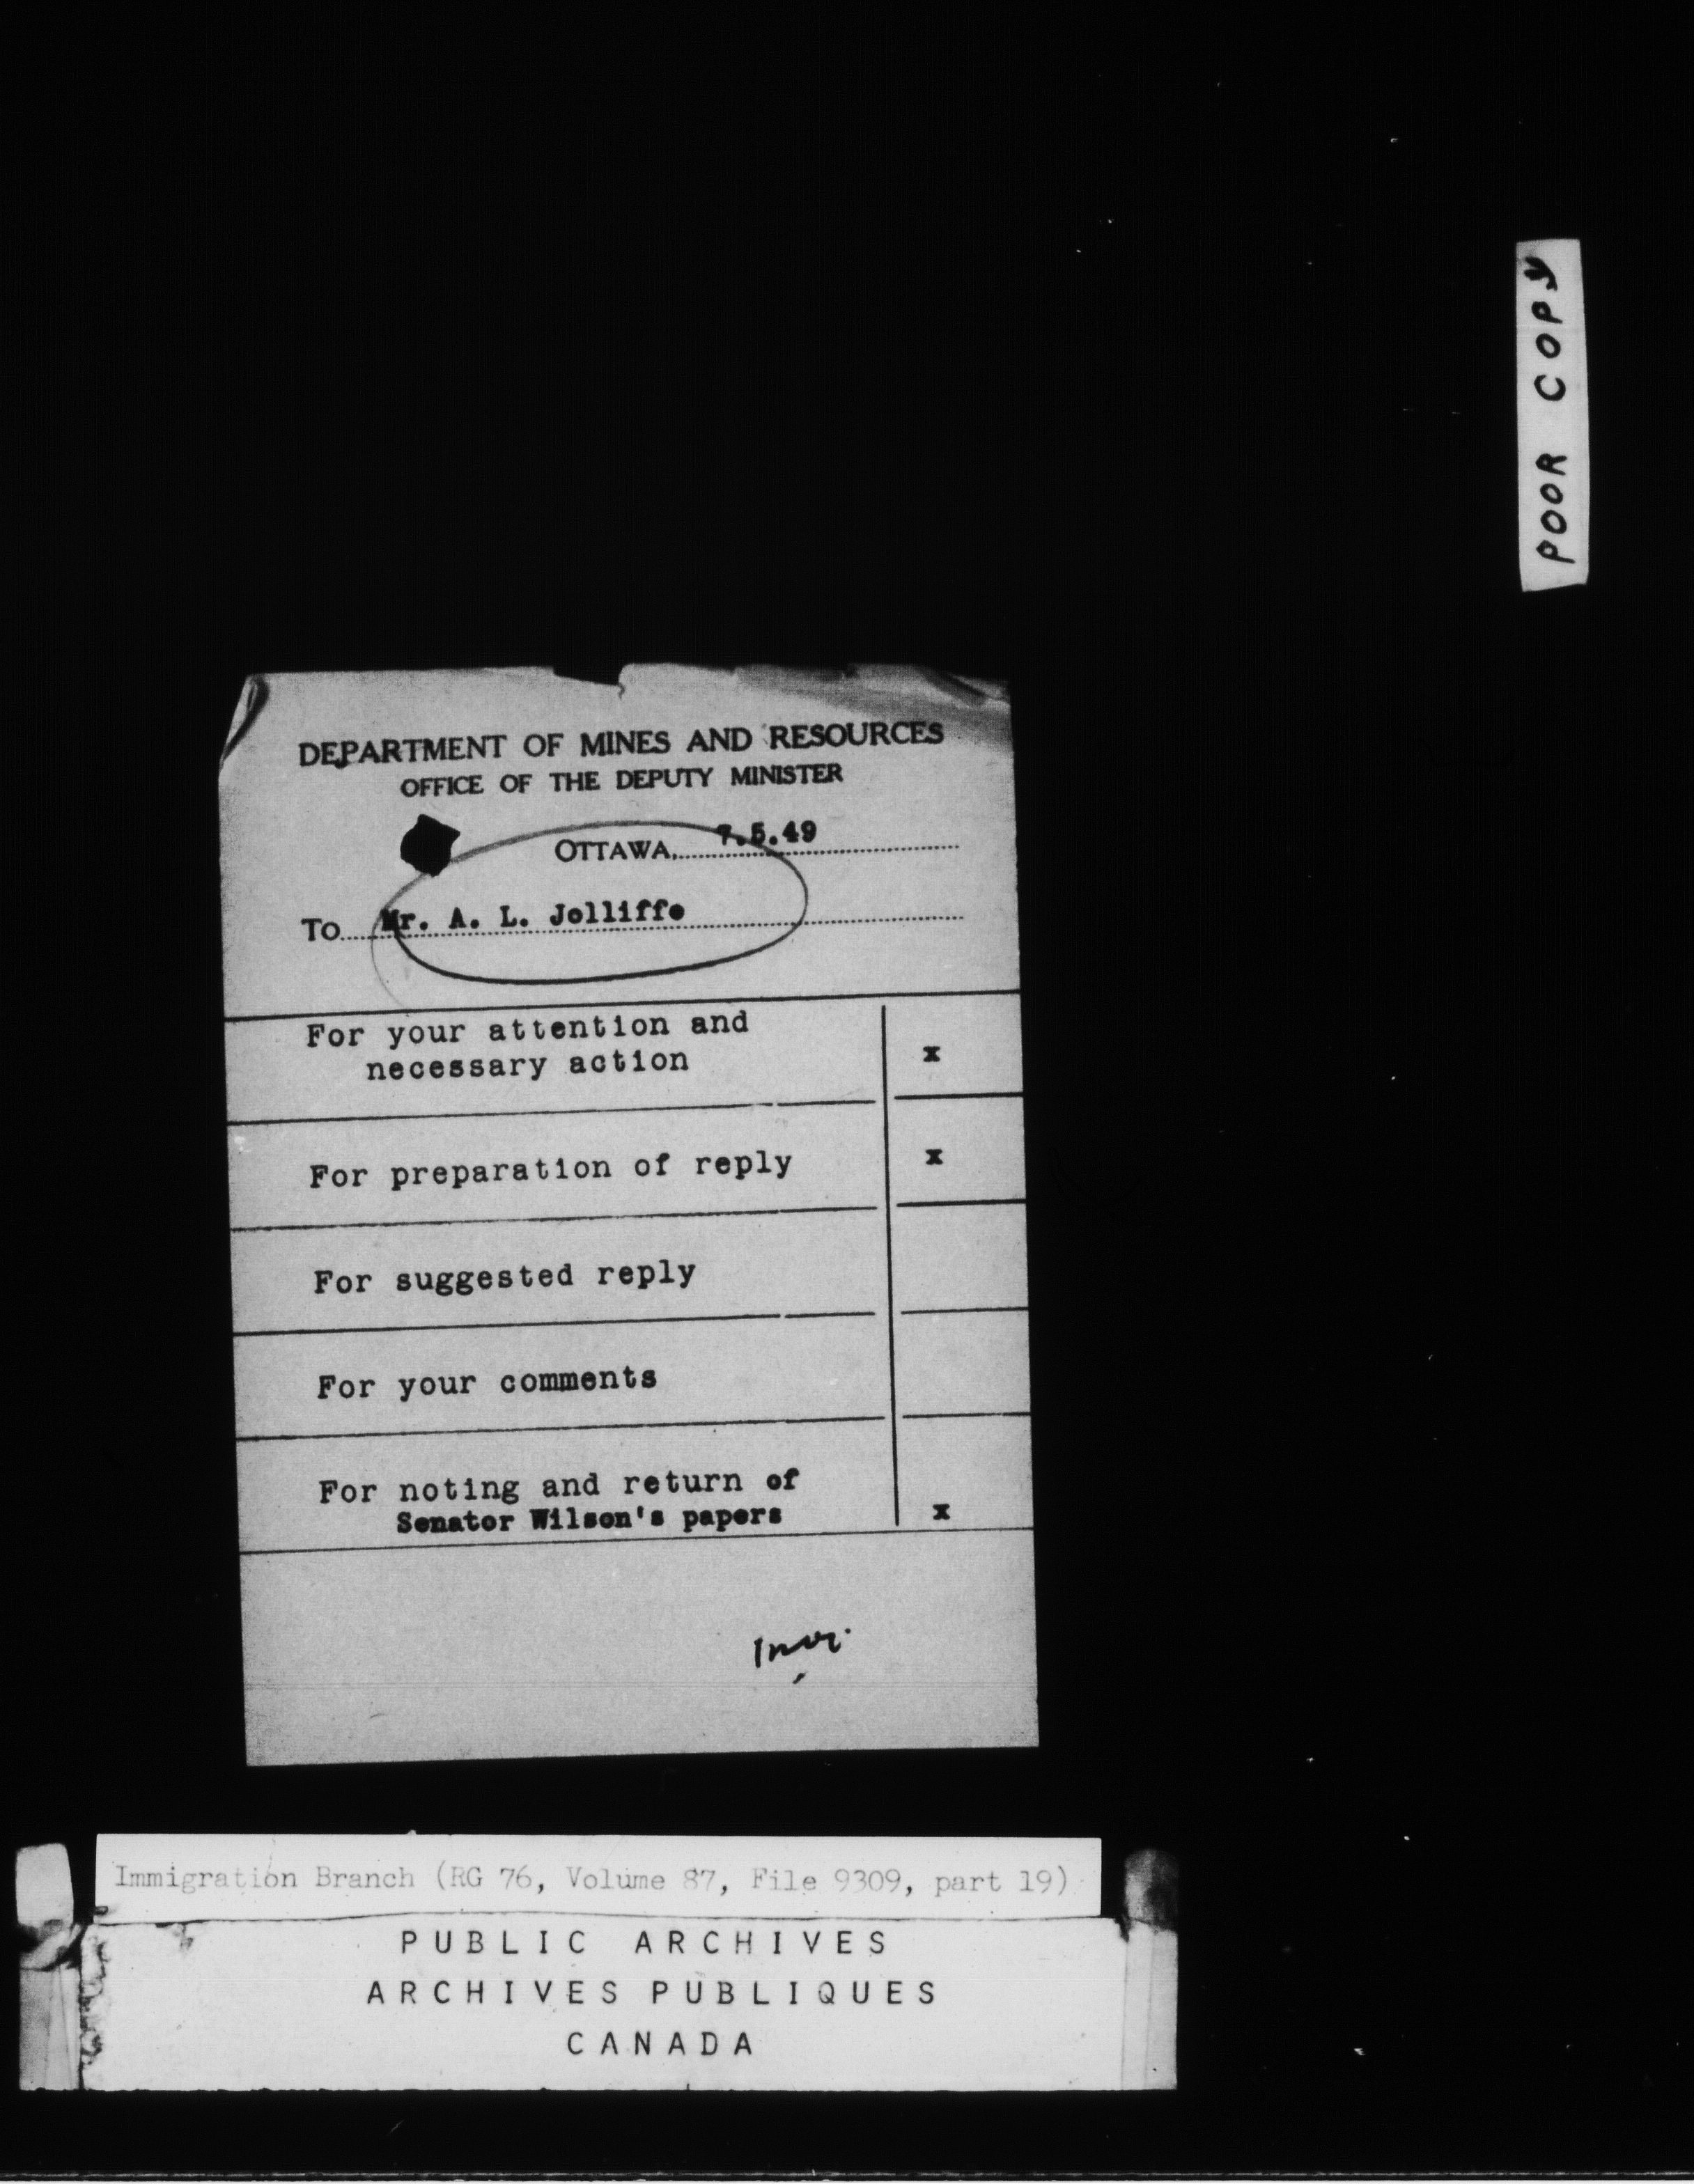 POOR COPY
DEPARTMENT OF MINES AND RESOURCES
OFFICE OF THE DEPUTY MINISTER
OTTAWA, 7.5.49
To Mr. A. L. Jolliffe
For your attention and x
necessary action
For preparation of reply x
For suggested reply
For your comments
For noting and return of
Senator Wilson's papers x
Immigration Branch (RG 76, Volume 87, File 9309, part 19)
PUBLIC ARCHIVES
ARCHIVES PUBLIQUES
CANADA